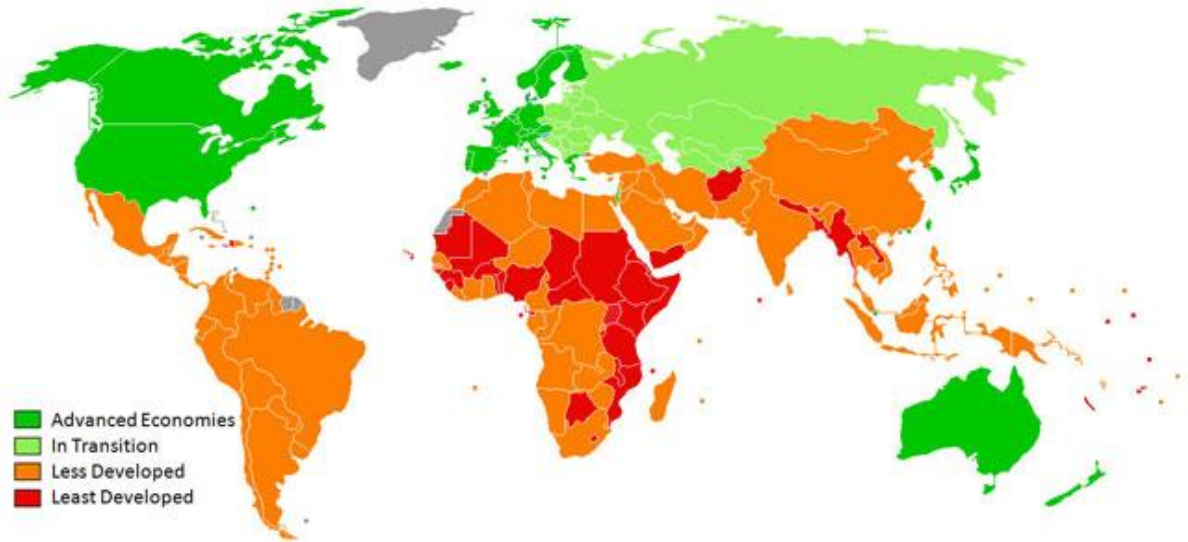 Advanced Economies
In Transition
Less Developed
Least Developed